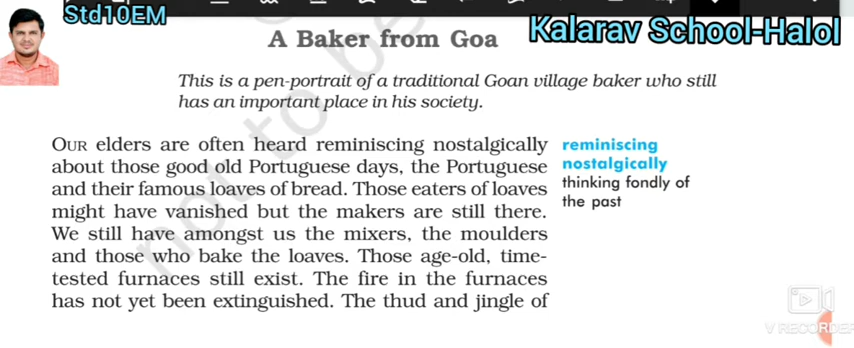 Std10EM
Kalarav School-Halol
A Baker from Goa
This is a pen-portrait of a traditional Goan village baker who still
has an important place in his society.
OUR elders are often heard reminiscing nostalgically
about those good old Portuguese days, the Portuguese
and their famous loaves of bread. Those eaters of loaves
might have vanished but the makers are still there.
We still have amongst us the mixers, the moulders
and those who bake the loaves. Those age-old, time-
tested furnaces still exist. The fire in the furnaces
has not yet been extinguished. The thud and jingle of
reminiscing
nostalgically
thinking fondly of
the past
not to be
V RECORDER